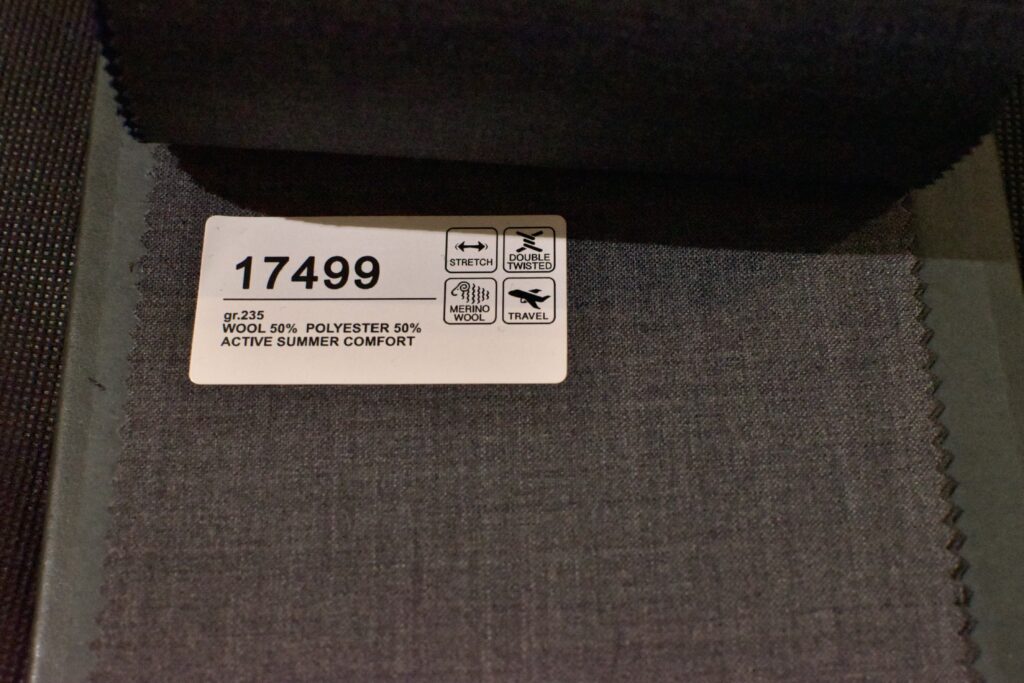 17499
gr.235
WOOL 50% POLYESTER 50%
ACTIVE SUMMER COMFORT
STRETCH
DOUBLE
TWISTED
MERINO
WOOL
TRAVEL